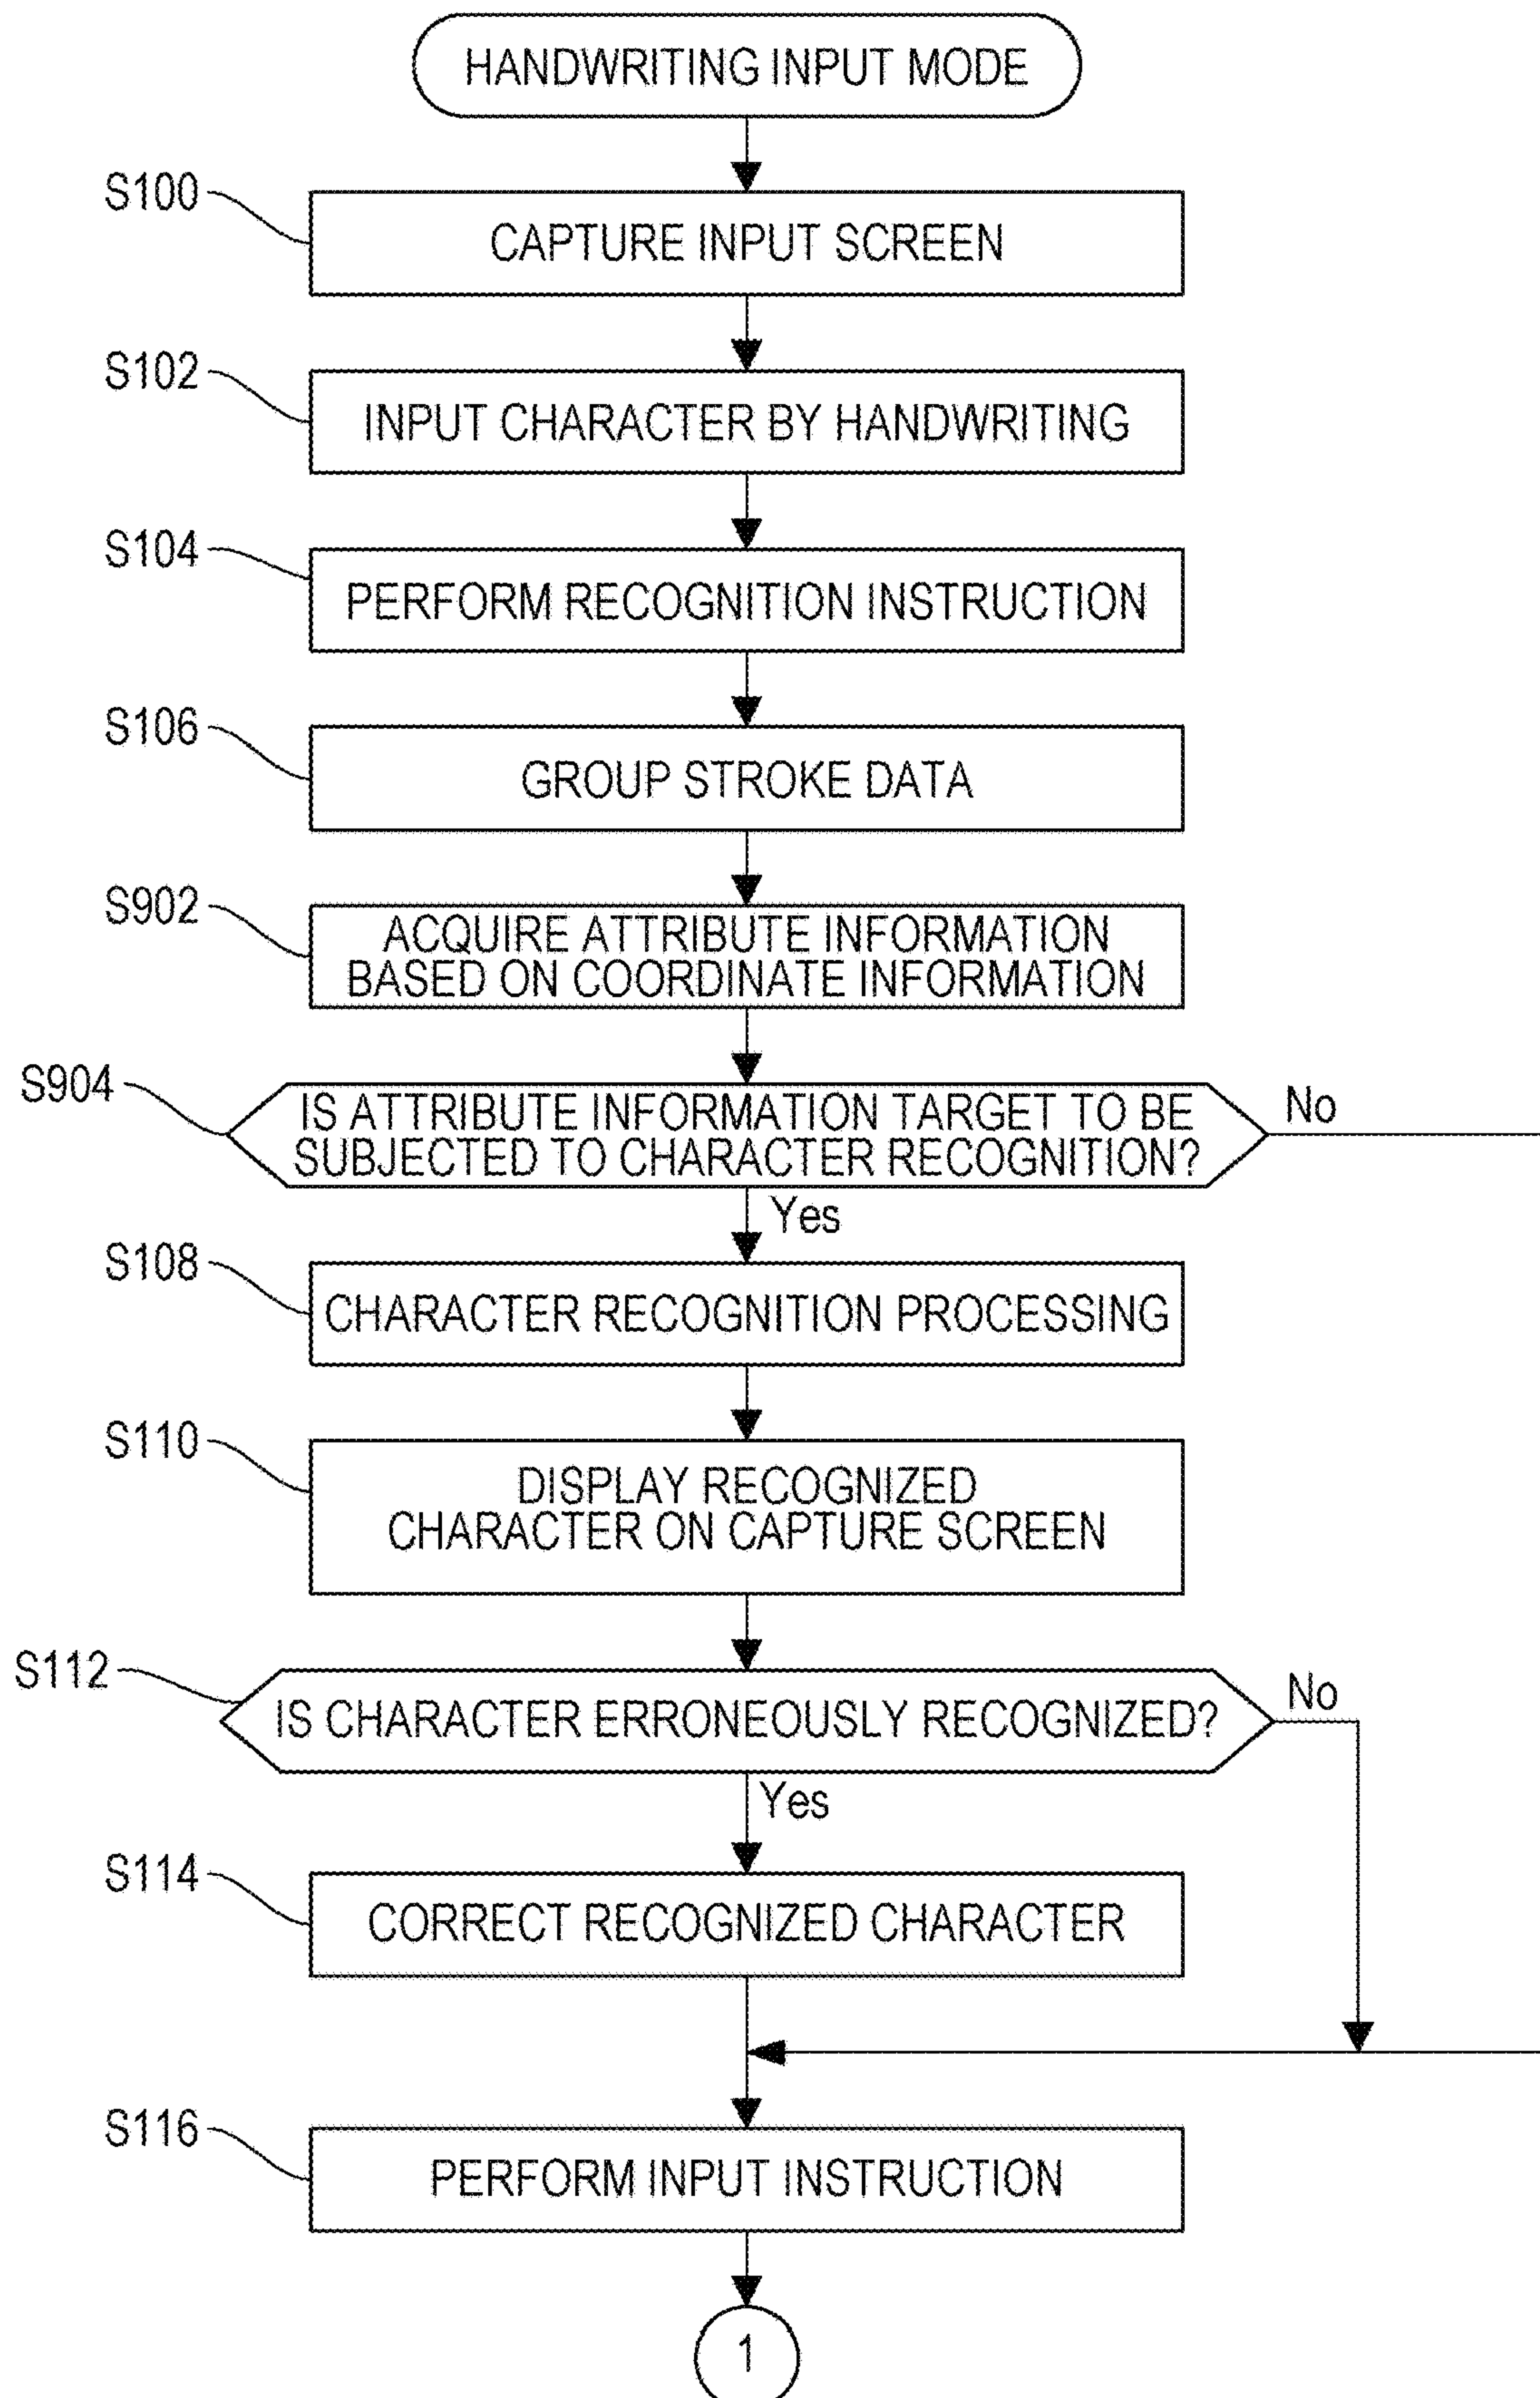 HANDWRITING INPUT MODE
S100
CAPTURE INPUT SCREEN
S102
INPUT CHARACTER BY HANDWRITING
S104
PERFORM RECOGNITION INSTRUCTION
S106
GROUP STROKE DATA
S902
ACQUIRE ATTRIBUTE INFORMATION
BASED ON COORDINATE INFORMATION
S904
IS ATTRIBUTE INFORMATION TARGET TO BE
SUBJECTED TO CHARACTER RECOGNITION?
No
Yes
S108
CHARACTER RECOGNITION PROCESSING
S110
DISPLAY RECOGNIZED
CHARACTER ON CAPTURE SCREEN
S112
IS CHARACTER ERRONEOUSLY RECOGNIZED?
No
Yes
S114
CORRECT RECOGNIZED CHARACTER
S116
PERFORM INPUT INSTRUCTION
1